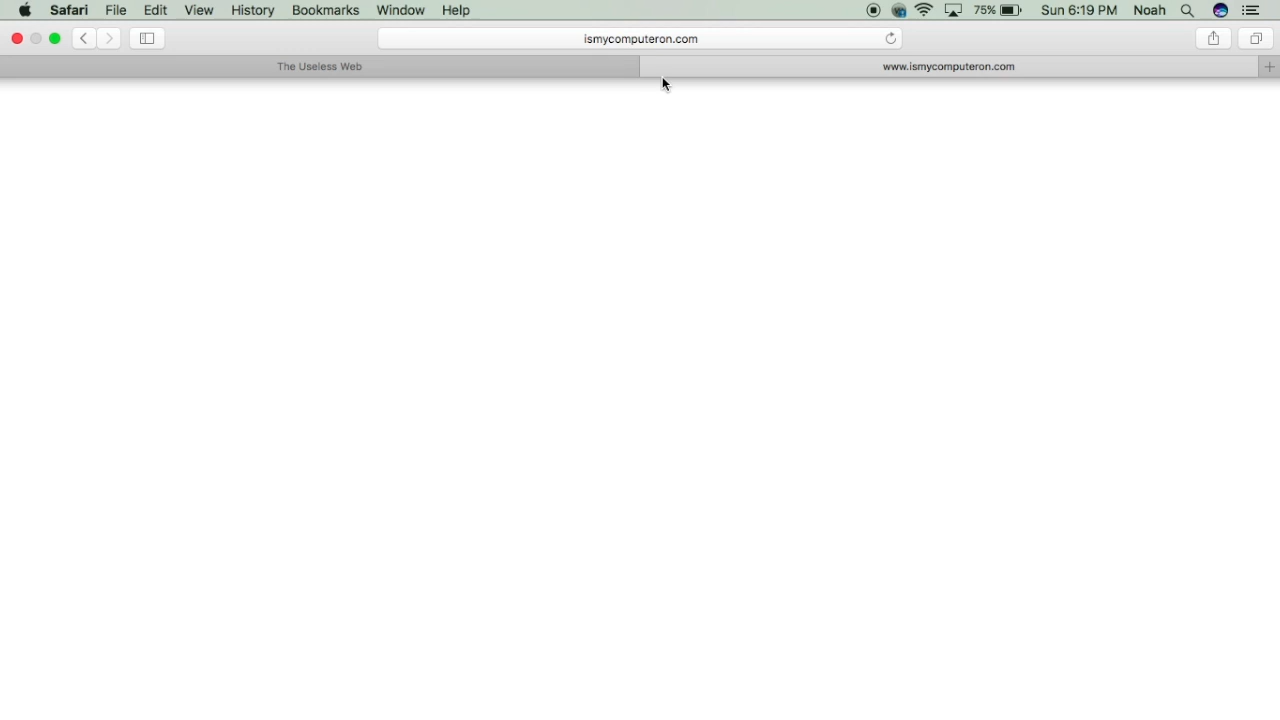 Safari File Edit View History Bookmarks Window Help 75% Sun 6:19 PM Noah
ismycomputeron.com
The Useless Web www.ismycomputeron.com